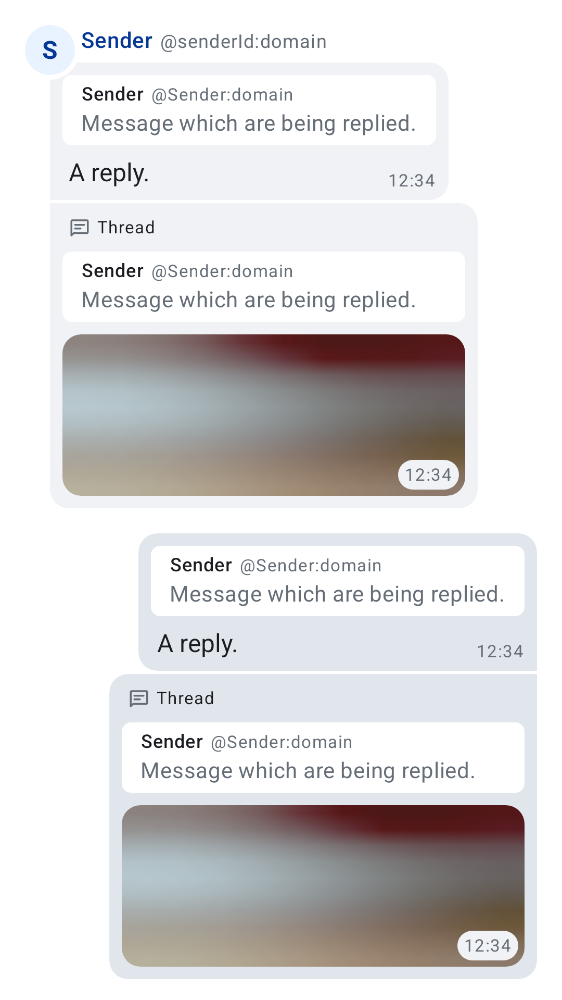 S Sender @senderId:domain
Sender @Sender:domain
Message which are being replied.
A reply. 12:34
Thread
Sender @Sender:domain
Message which are being replied.
12:34
Sender @Sender:domain
Message which are being replied.
A reply. 12:34
Thread
Sender @Sender:domain
Message which are being replied.
12:34